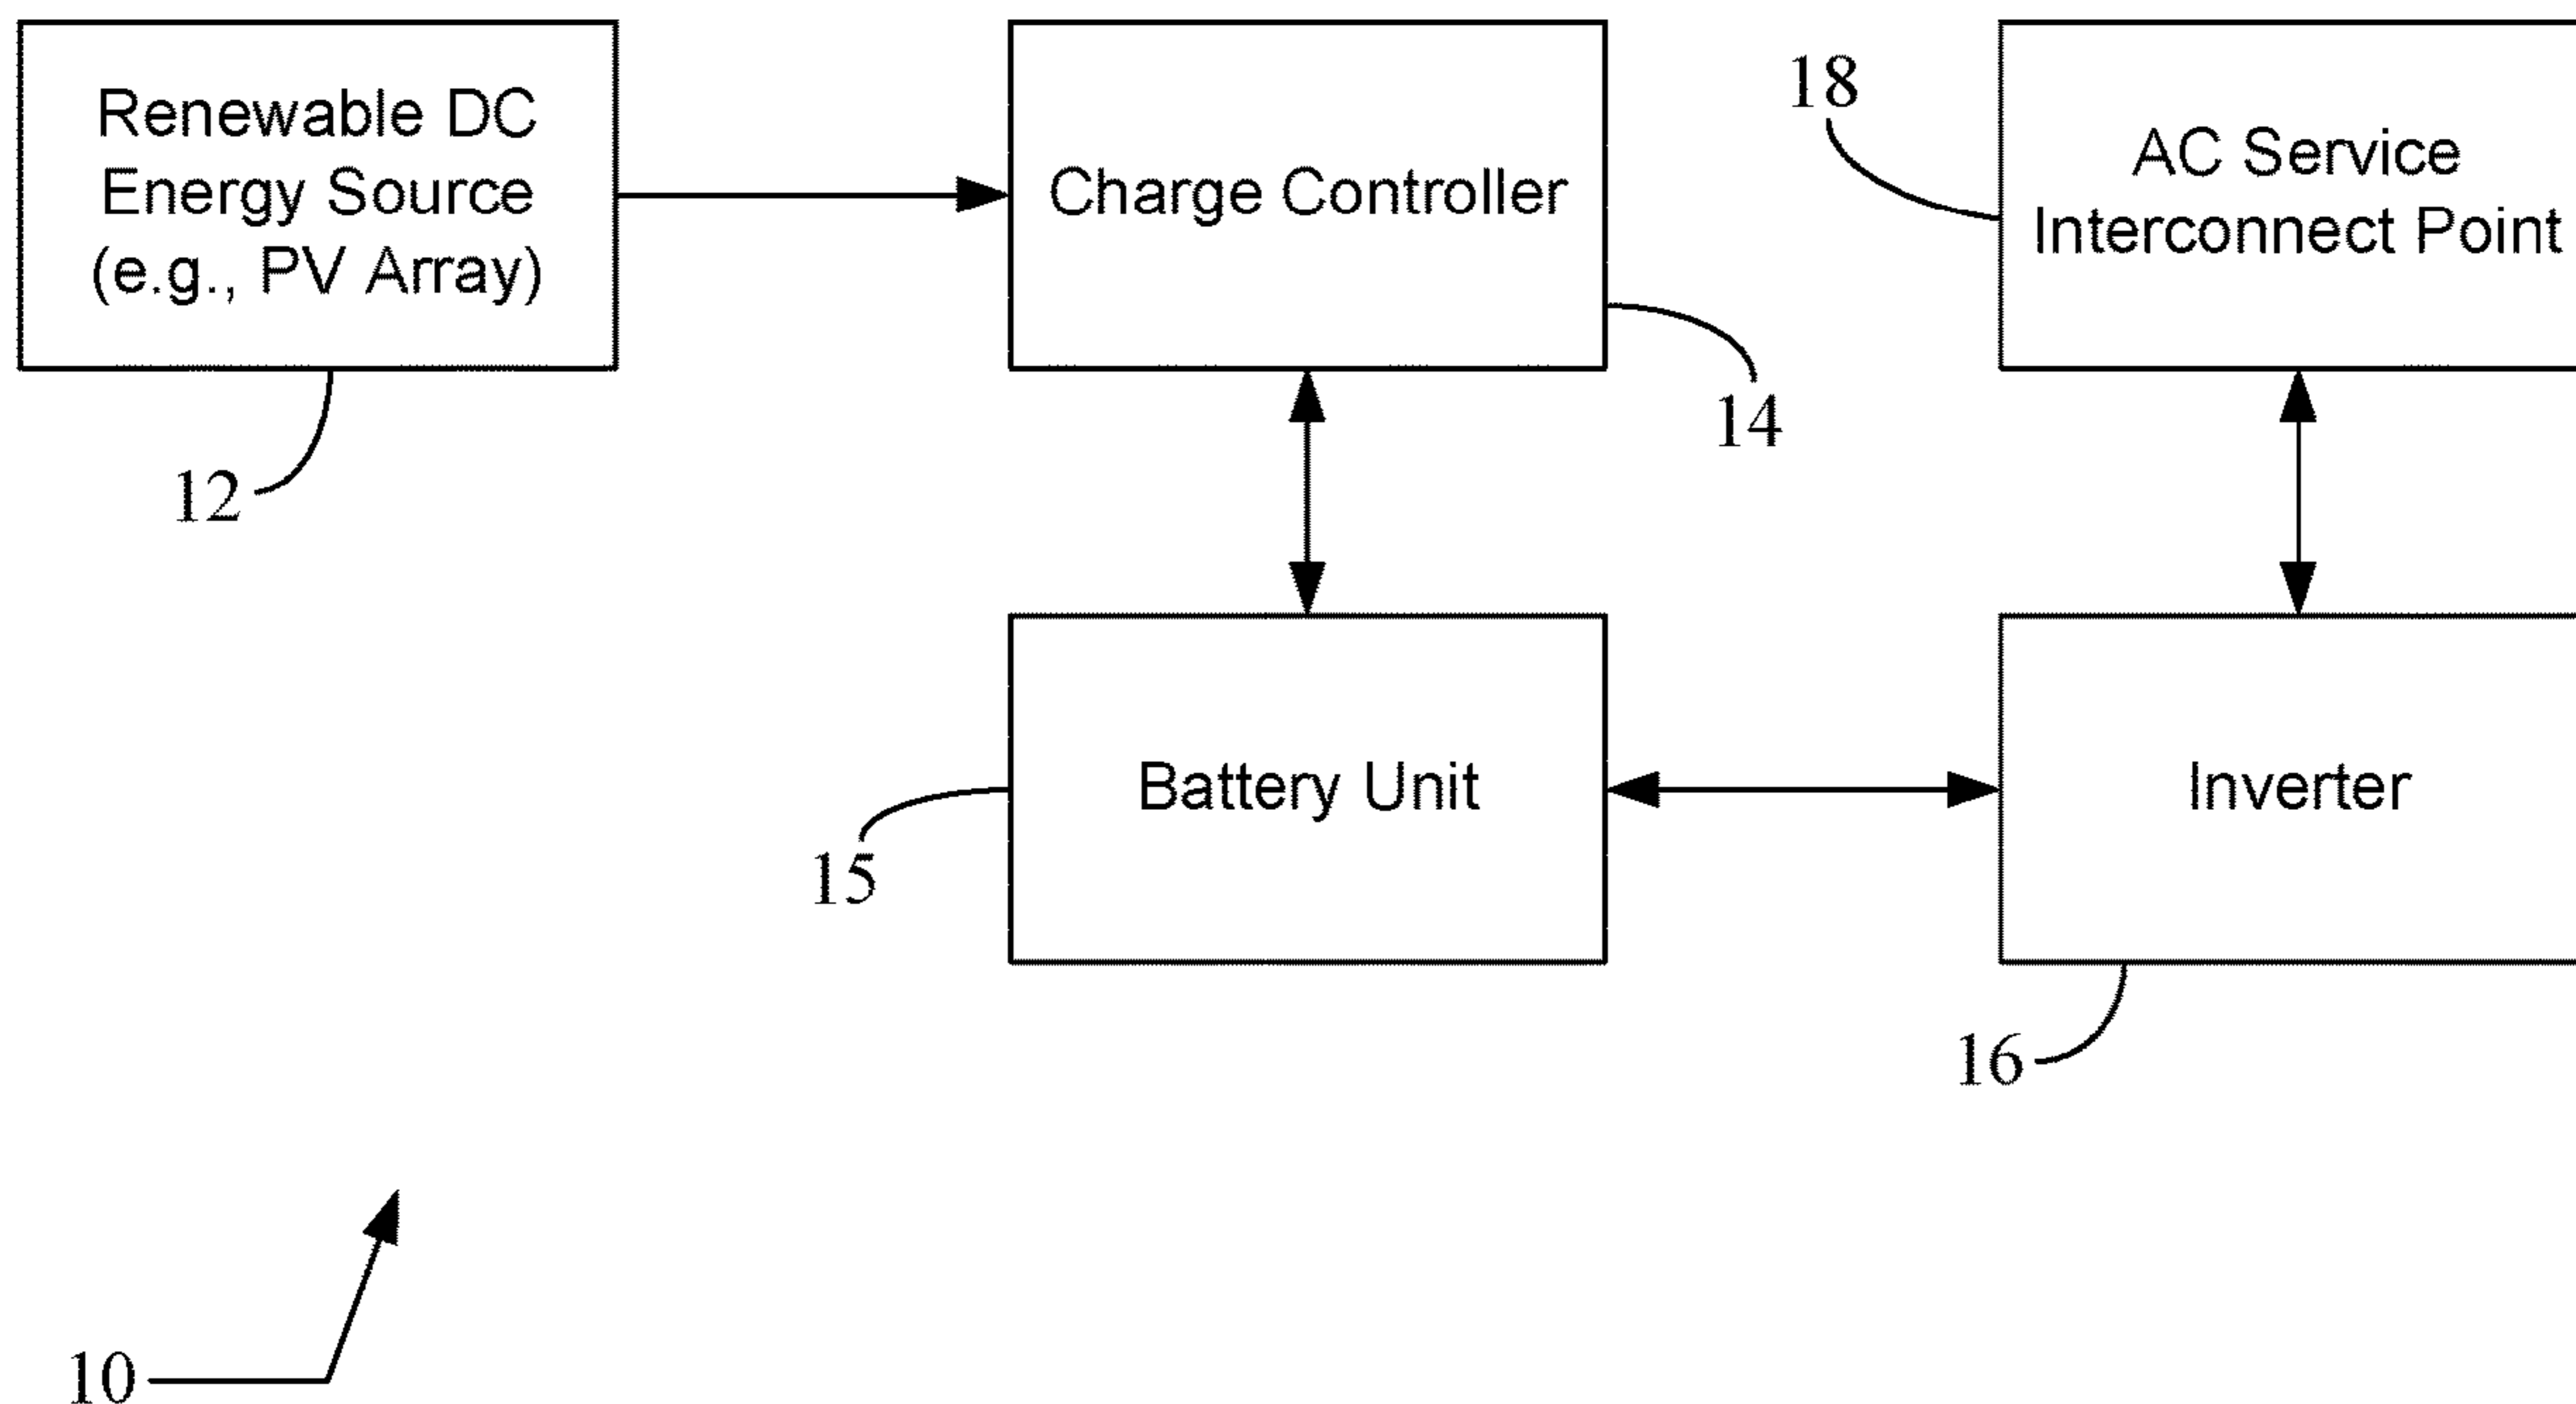 Renewable DC
Energy Source
(e.g., PV Array)
12
Charge Controller
14
18
AC Service
Interconnect Point
Battery Unit
15
Inverter
16
10